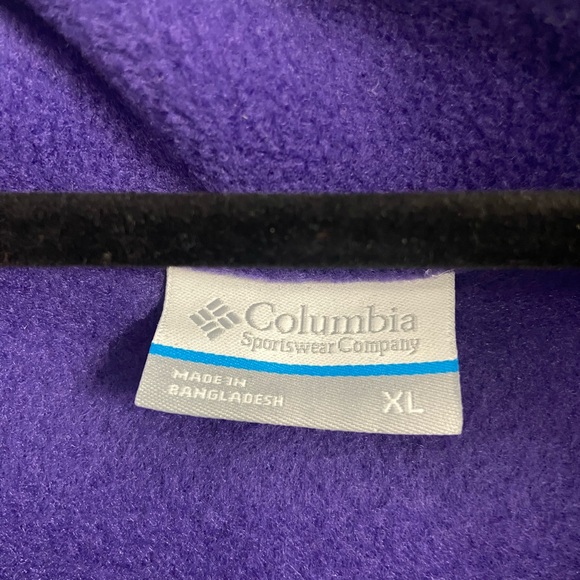 Columbia
Sportswear Company
MADE IN
BANGLADESH
XL